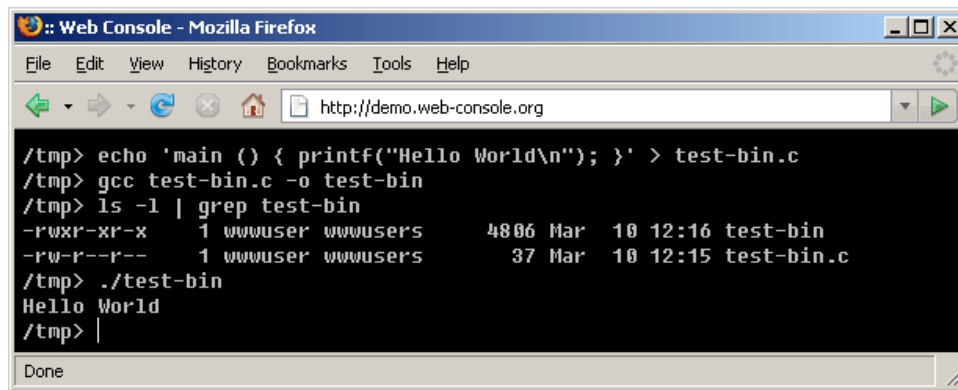 :: Web Console - Mozilla Firefox
File Edit View History Bookmarks Tools Help
http://demo.web-console.org
/tmp> echo 'main () { printf("Hello World\n"); }' > test-bin.c
/tmp> gcc test-bin.c -o test-bin
/tmp> ls -l | grep test-bin
-rwxr-xr-x    1 wwwuser wwwusers     4806 Mar  10 12:16 test-bin
-rw-r--r--    1 wwwuser wwwusers       37 Mar  10 12:15 test-bin.c
/tmp> ./test-bin
Hello World
/tmp>
Done